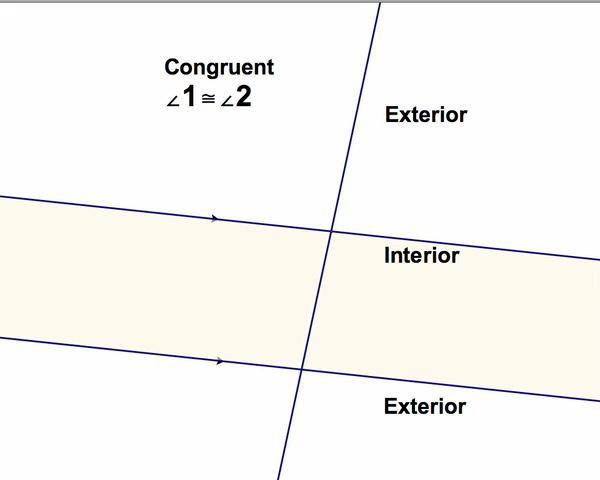 Congruent
∠1 ≅ ∠2
Exterior
Interior
Exterior